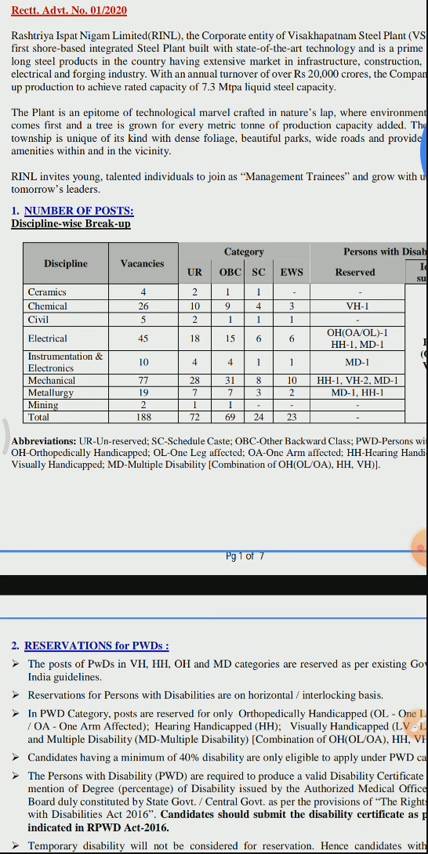 Rectt. Advt. No. 01/2020
Rashtriya Ispat Nigam Limited(RINL), the Corporate entity of Visakhapatnam Steel Plant (VS
first shore-based integrated Steel Plant built with state-of-the-art technology and is a prime
long steel products in the country having extensive market in infrastructure, construction,
electrical and forging industry. With an annual turnover of over Rs 20,000 crores, the Compan
up production to achieve rated capacity of 7.3 Mtpa liquid steel capacity.
The Plant is an epitome of technological marvel crafted in nature's lap, where environment
comes first and a tree is grown for every metric tonne of production capacity added. The
township is unique of its kind with dense foliage, beautiful parks, wide roads and provide
amenities within and in the vicinity.
RINL invites young, talented individuals to join as “Management Trainees” and grow with u
tomorrow's leaders.
1. NUMBER OF POSTS:
Discipline-wise Break-up
Discipline Vacancies Category Persons with Disab
UR OBC SC EWS Reserved
Ceramics 4 2 1 1 - -
Chemical 26 10 9 4 3 VH-1
Civil 5 2 1 1 1 -
Electrical 45 18 15 6 6 OH(OA/OL)-1
HH-1, MD-1
Instrumentation &
Electronics 10 4 4 1 1 MD-1
Mechanical 77 28 31 8 10 HH-1, VH-2, MD-1
Metallurgy 19 7 7 3 2 MD-1, HH-1
Mining 2 1 1 - - -
Total 188 72 69 24 23 -
Abbreviations: UR-Un-reserved; SC-Schedule Caste; OBC-Other Backward Class; PWD-Persons wi
OH-Orthopedically Handicapped; OL-One Leg affected; OA-One Arm affected; HH-Hearing Handi
Visually Handicapped; MD-Multiple Disability [Combination of OH(OL/OA), HH, VH)].
Pg 1 of 7
2. RESERVATIONS for PWDs :
➢ The posts of PwDs in VH, HH, OH and MD categories are reserved as per existing Gov
India guidelines.
➢ Reservations for Persons with Disabilities are on horizontal / interlocking basis.
➢ In PWD Category, posts are reserved for only Orthopedically Handicapped (OL - One L
/ OA - One Arm Affected); Hearing Handicapped (HH); Visually Handicapped (LV - L
and Multiple Disability (MD-Multiple Disability) [Combination of OH(OL/OA), HH, VH
➢ Candidates having a minimum of 40% disability are only eligible to apply under PWD ca
➢ The Persons with Disability (PWD) are required to produce a valid Disability Certificate
mention of Degree (percentage) of Disability issued by the Authorized Medical Office
Board duly constituted by State Govt. / Central Govt. as per the provisions of “The Right
with Disabilities Act 2016”. Candidates should submit the disability certificate as p
indicated in RPWD Act-2016.
➢ Temporary disability will not be considered for reservation. Hence candidates with